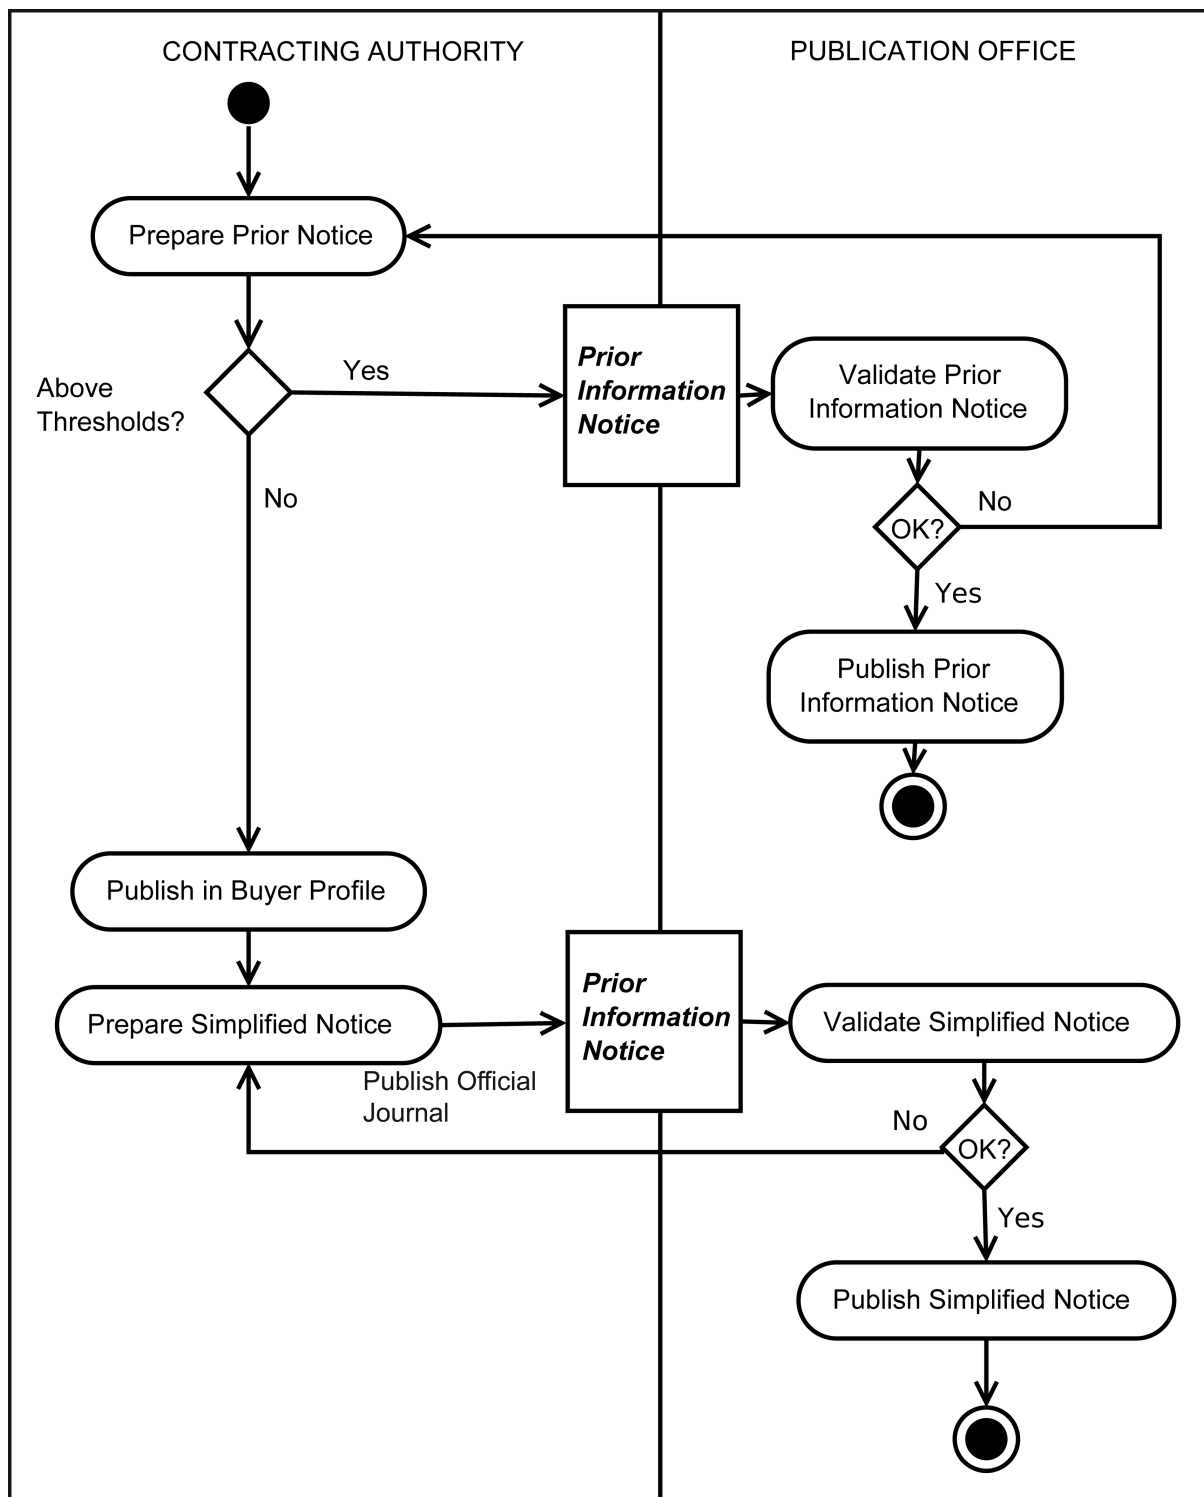 CONTRACTING AUTHORITY
PUBLICATION OFFICE
Prepare Prior Notice
Above
Thresholds?
Yes
No
Prior
Information
Notice
Validate Prior
Information Notice
OK?
No
Yes
Publish Prior
Information Notice
Publish in Buyer Profile
Prepare Simplified Notice
Publish Official
Journal
Prior
Information
Notice
Validate Simplified Notice
No
OK?
Yes
Publish Simplified Notice